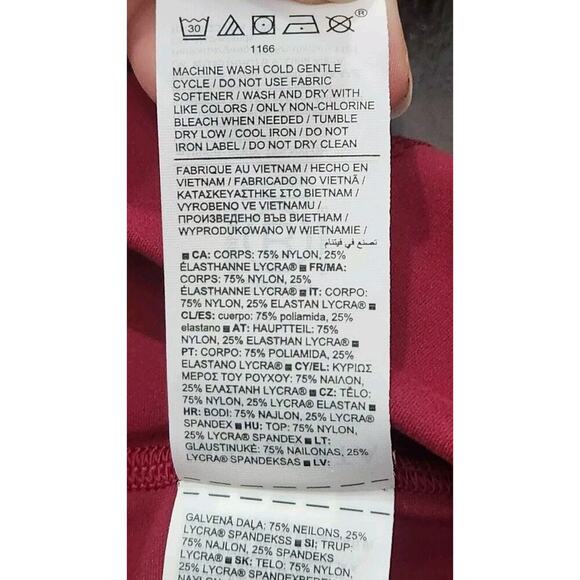 30
®
1166
MACHINE WASH COLD GENTLE
CYCLE / DO NOT USE FABRIC
SOFTENER / WASH AND DRY WITH
LIKE COLORS / ONLY NON-CHLORINE
BLEACH WHEN NEEDED / TUMBLE
DRY LOW / COOL IRON / DO NOT
IRON LABEL / DO NOT DRY CLEAN
FABRIQUE AU VIETNAM / HECHO EN
VIETNAM / FABRICADO NO VIETNÃ /
ΚΑΤΑΣΚΕΥΑΣΤΗΚΕ ΣΤΟ ΒΙΕΤΝΑΜ /
VYROBENO VE VIETNAMU /
ПРОИЗВЕДЕНО ВЪВ ВИЕТНАМ /
WYPRODUKOWANO W WIETNAMIE /
تصنع في فيتنام
CA: CORPS: 75% NYLON, 25%
ÉLASTHANNE LYCRA® FR/MA:
CORPS: 75% NYLON, 25%
ÉLASTHANNE LYCRA® IT: CORPO:
75% NYLON, 25% ELASTAN LYCRA®
CL/ES: cuerpo: 75% poliamida, 25%
elastano AT: HAUPTTEIL: 75%
NYLON, 25% ELASTHAN LYCRA®
PT: CORPO: 75% POLIAMIDA, 25%
ELASTANO LYCRA® CY/EL: ΚΥΡΙΩΣ
ΜΕΡΟΣ ΤΟΥ ΡΟΥΧΟΥ: 75% ΝΑΙΛΟΝ,
25% ΕΛΑΣΤΑΝΗ LYCRA® CZ: TĚLO:
75% NYLON, 25% LYCRA® ELASTAN
HR: BODI: 75% NAJLON, 25% LYCRA®
SPANDEX HU: TOP: 75% NYLON,
25% LYCRA® SPANDEX LT:
GLAUSTINUKĖ: 75% NAILONAS, 25%
LYCRA® SPANDEKSAS LV:
GALVENĀ DAĻA: 75% NEILONS, 25%
LYCRA® SPANDEKSS SI: TRUP:
75% NAJLON, 25% SPANDEKS
LYCRA® SK: TELO: 75% NYLON,
25% LYCRA®